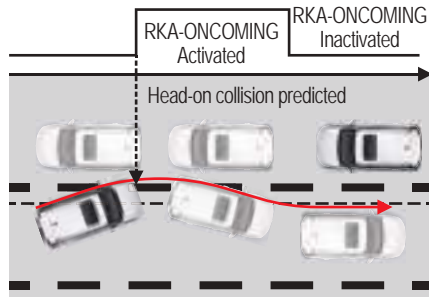 RKA-ONCOMING
Activated
RKA-ONCOMING
Inactivated
Head-on collision predicted